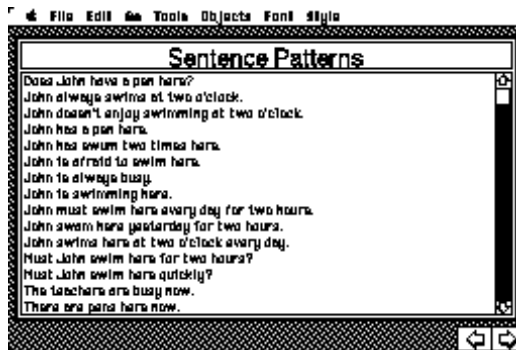 File Edit Go Tools Objects Font Style
Sentence Patterns
Does John have a pen here?
John always swims at two o'clock.
John doesn't enjoy swimming at two o'clock.
John has a pen here.
John has swum two times here.
John is afraid to swim here.
John is always busy.
John is swimming here.
John must swim here every day for two hours.
John swam here yesterday for two hours.
John swims here at two o'clock every day.
Must John swim here for two hours?
Must John swim here quickly?
The teachers are busy now.
There are pens here now.